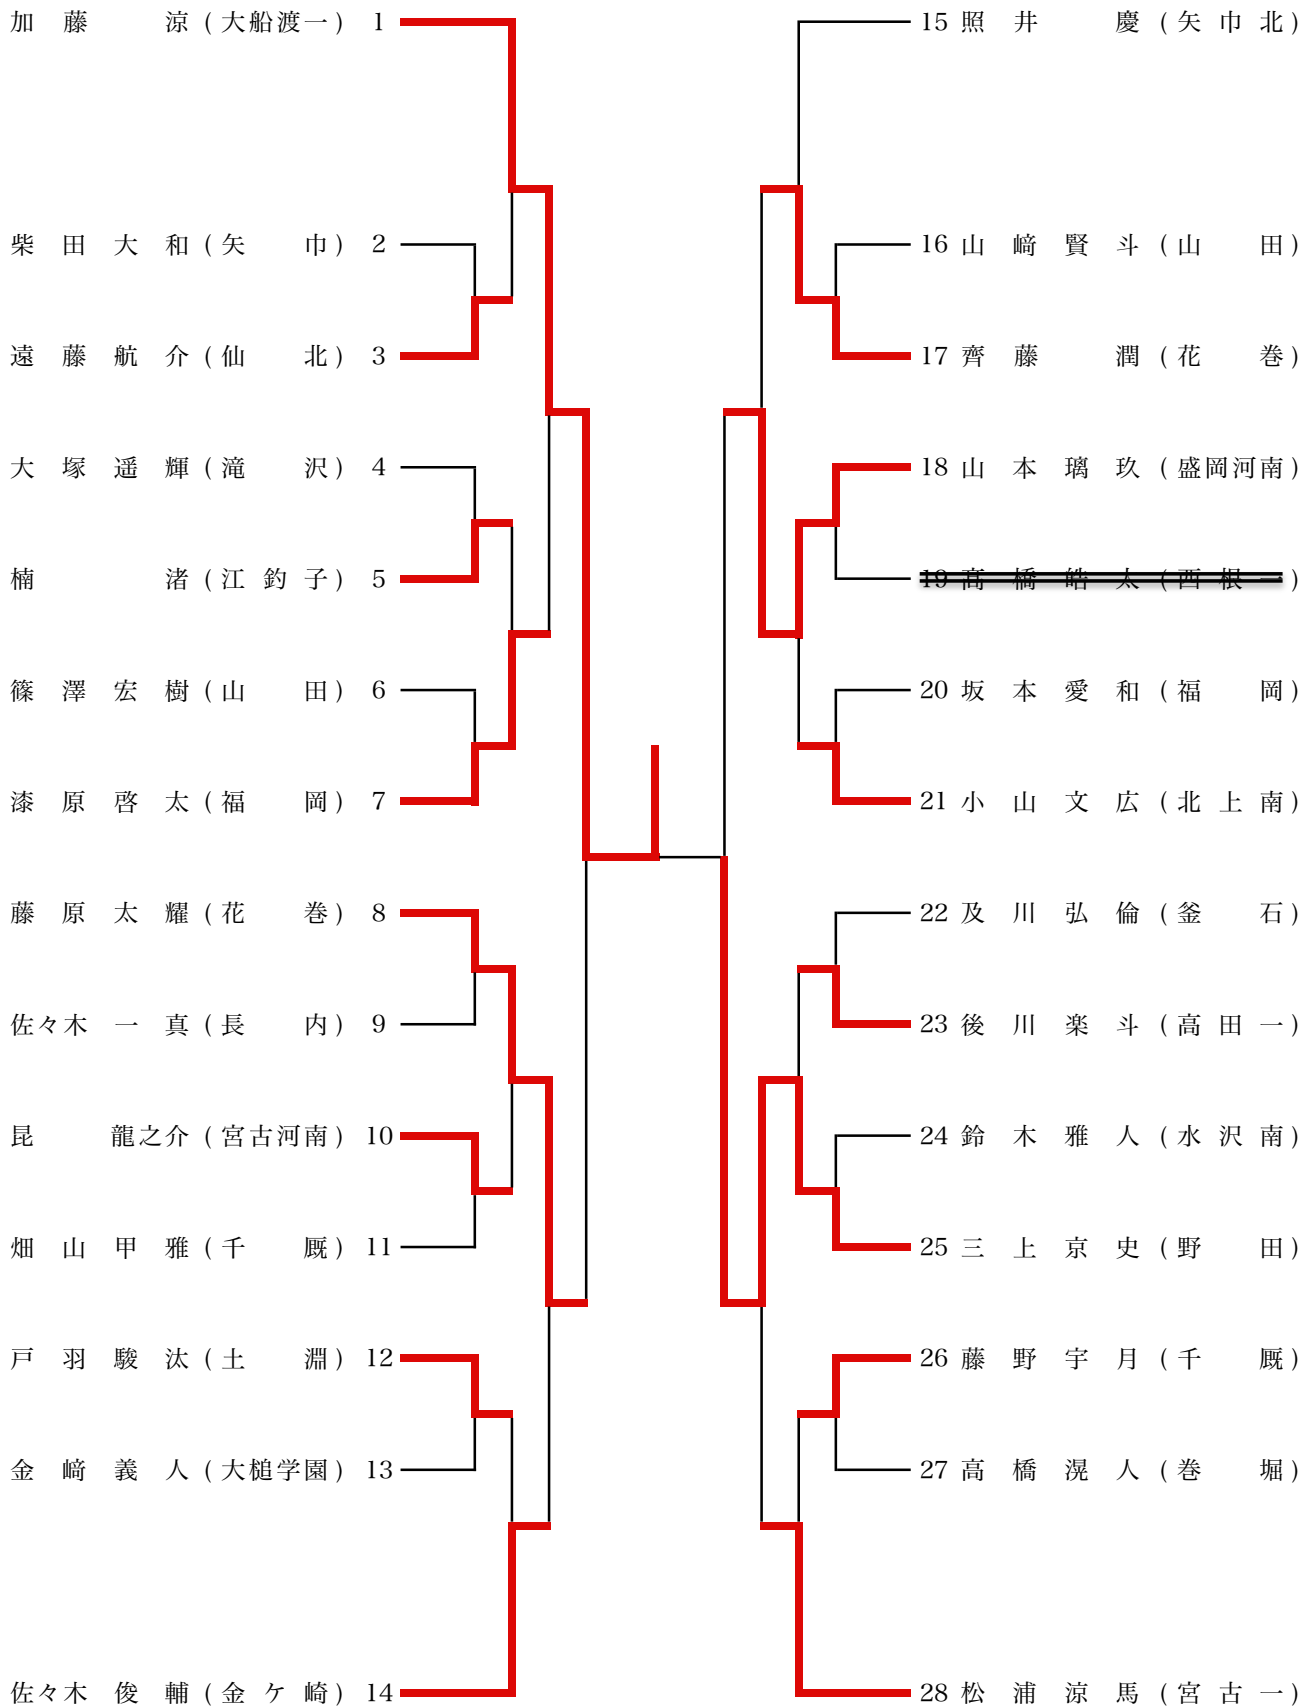 加藤 涼 (大船渡一) 1
柴田大和 (矢巾) 2
遠藤航介 (仙北) 3
大塚遥輝 (滝沢) 4
楠 渚 (江釣子) 5
篠澤宏樹 (山田) 6
漆原啓太 (福岡) 7
藤原太耀 (花巻) 8
佐々木一真 (長内) 9
昆 龍之介 (宮古河南) 10
畑山甲雅 (千厩) 11
戸羽駿汰 (土淵) 12
金﨑義人 (大槌学園) 13
佐々木俊輔 (金ケ崎) 14
15 照井 慶 (矢巾北)
16 山﨑賢斗 (山田)
17 齊藤 潤 (花巻)
18 山本璃玖 (盛岡河南)
19 高橋皓太 (西根一)
20 坂本愛和 (福岡)
21 小山文広 (北上南)
22 及川弘倫 (釜石)
23 後川楽斗 (高田一)
24 鈴木雅人 (水沢南)
25 三上京史 (野田)
26 藤野宇月 (千厩)
27 高橋滉人 (巻堀)
28 松浦涼馬 (宮古一)